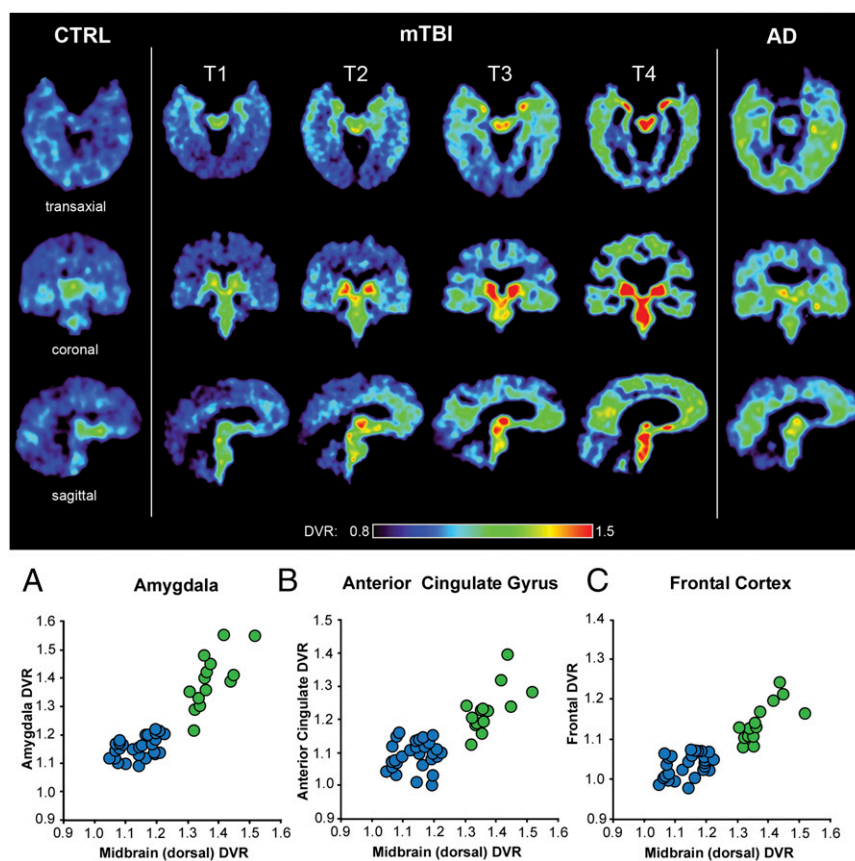 CTRL mTBI AD
T1 T2 T3 T4
transaxial
coronal
sagittal
DVR: 0.8 1.5
A Amygdala
B Anterior Cingulate Gyrus
C Frontal Cortex
Amygdala DVR
1.6
1.5
1.4
1.3
1.2
1.1
1.0
0.9
0.9 1.0 1.1 1.2 1.3 1.4 1.5 1.6
Midbrain (dorsal) DVR
Anterior Cingulate DVR
1.5
1.4
1.3
1.2
1.1
1.0
0.9
0.9 1.0 1.1 1.2 1.3 1.4 1.5 1.6
Midbrain (dorsal) DVR
Frontal DVR
1.4
1.3
1.2
1.1
1.0
0.9
0.9 1.0 1.1 1.2 1.3 1.4 1.5 1.6
Midbrain (dorsal) DVR